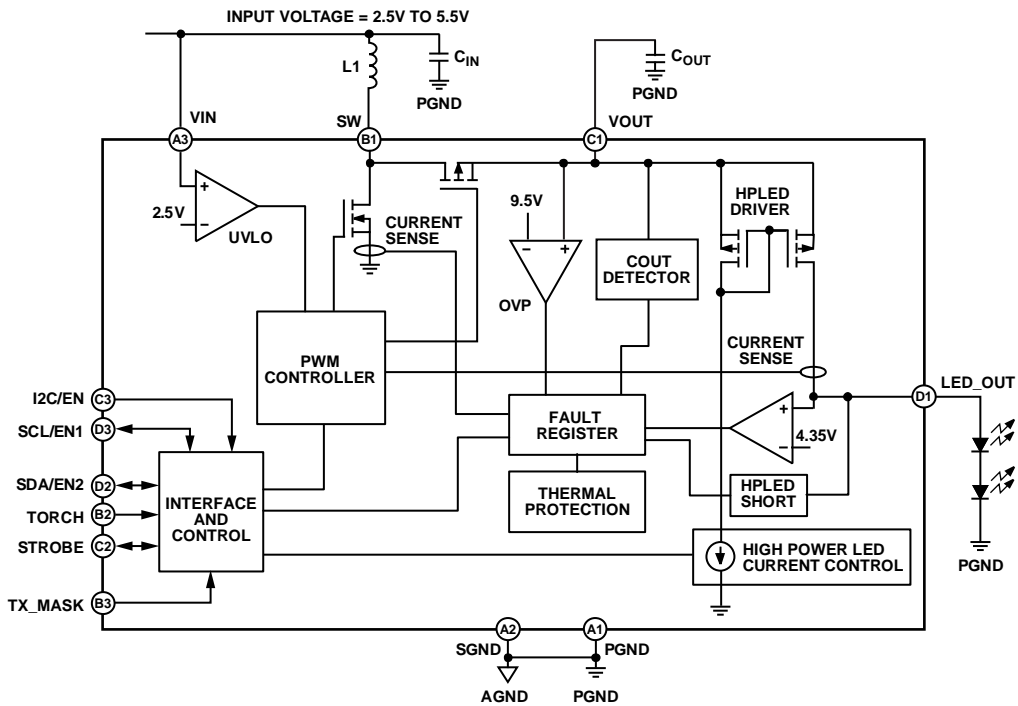 INPUT VOLTAGE = 2.5V TO 5.5V
L1
CIN
PGND
COUT
PGND
VIN
A3
SW
B1
VOUT
C1
+
2.5V
−
UVLO
CURRENT
SENSE
9.5V
−
+
OVP
COUT
DETECTOR
HPLED
DRIVER
PWM
CONTROLLER
CURRENT
SENSE
LED_OUT
D1
I2C/EN
C3
SCL/EN1
D3
SDA/EN2
D2
TORCH
B2
STROBE
C2
TX_MASK
B3
INTERFACE
AND
CONTROL
FAULT
REGISTER
THERMAL
PROTECTION
+
4.35V
−
HPLED
SHORT
HIGH POWER LED
CURRENT CONTROL
PGND
A2
SGND
A1
PGND
AGND
PGND